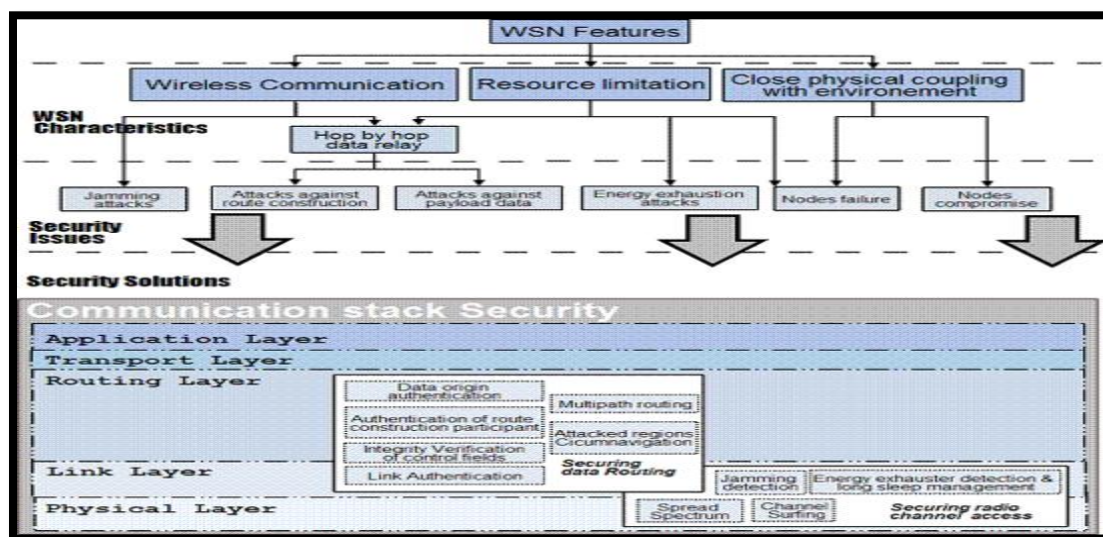 WSN Features
Wireless Communication
Resource limitation
Close physical coupling
with environement
WSN
Characteristics
Hop by hop
data relay
Jamming
attacks
Attacks against
route construction
Attacks against
payload data
Energy exhaustion
attacks
Nodes failure
Nodes
compromise
Security
Issues
Security Solutions
Communication stack Security
Application Layer
Transport Layer
Routing Layer
Data origin
authentication
Multipath routing
Authentication of route
construction participant
Attacked regions
Cicumnavigation
Integrity Verification
of control fields
Securing
data Routing
Link Authentication
Link Layer
Jamming
detection
Energy exhauster detection &
long sleep management
Physical Layer
Spread
Spectrum
Channel
Surfing
Securing radio
channel access